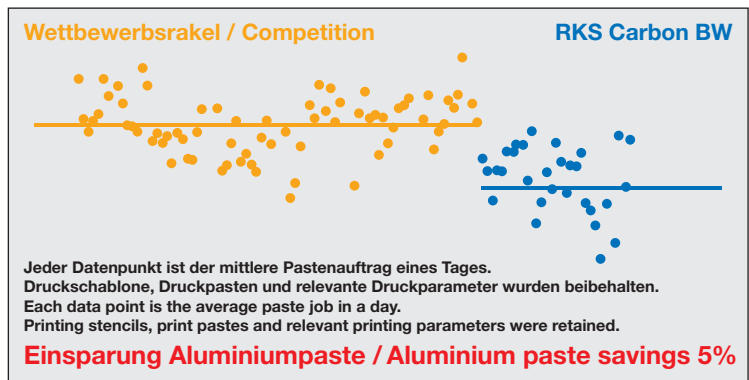 Wettbewerbsrakel / Competition
RKS Carbon BW
Jeder Datenpunkt ist der mittlere Pastenauftrag eines Tages.
Druckschablone, Druckpasten und relevante Druckparameter wurden beibehalten.
Each data point is the average paste job in a day.
Printing stencils, print pastes and relevant printing parameters were retained.
Einsparung Aluminiumpaste / Aluminium paste savings 5%